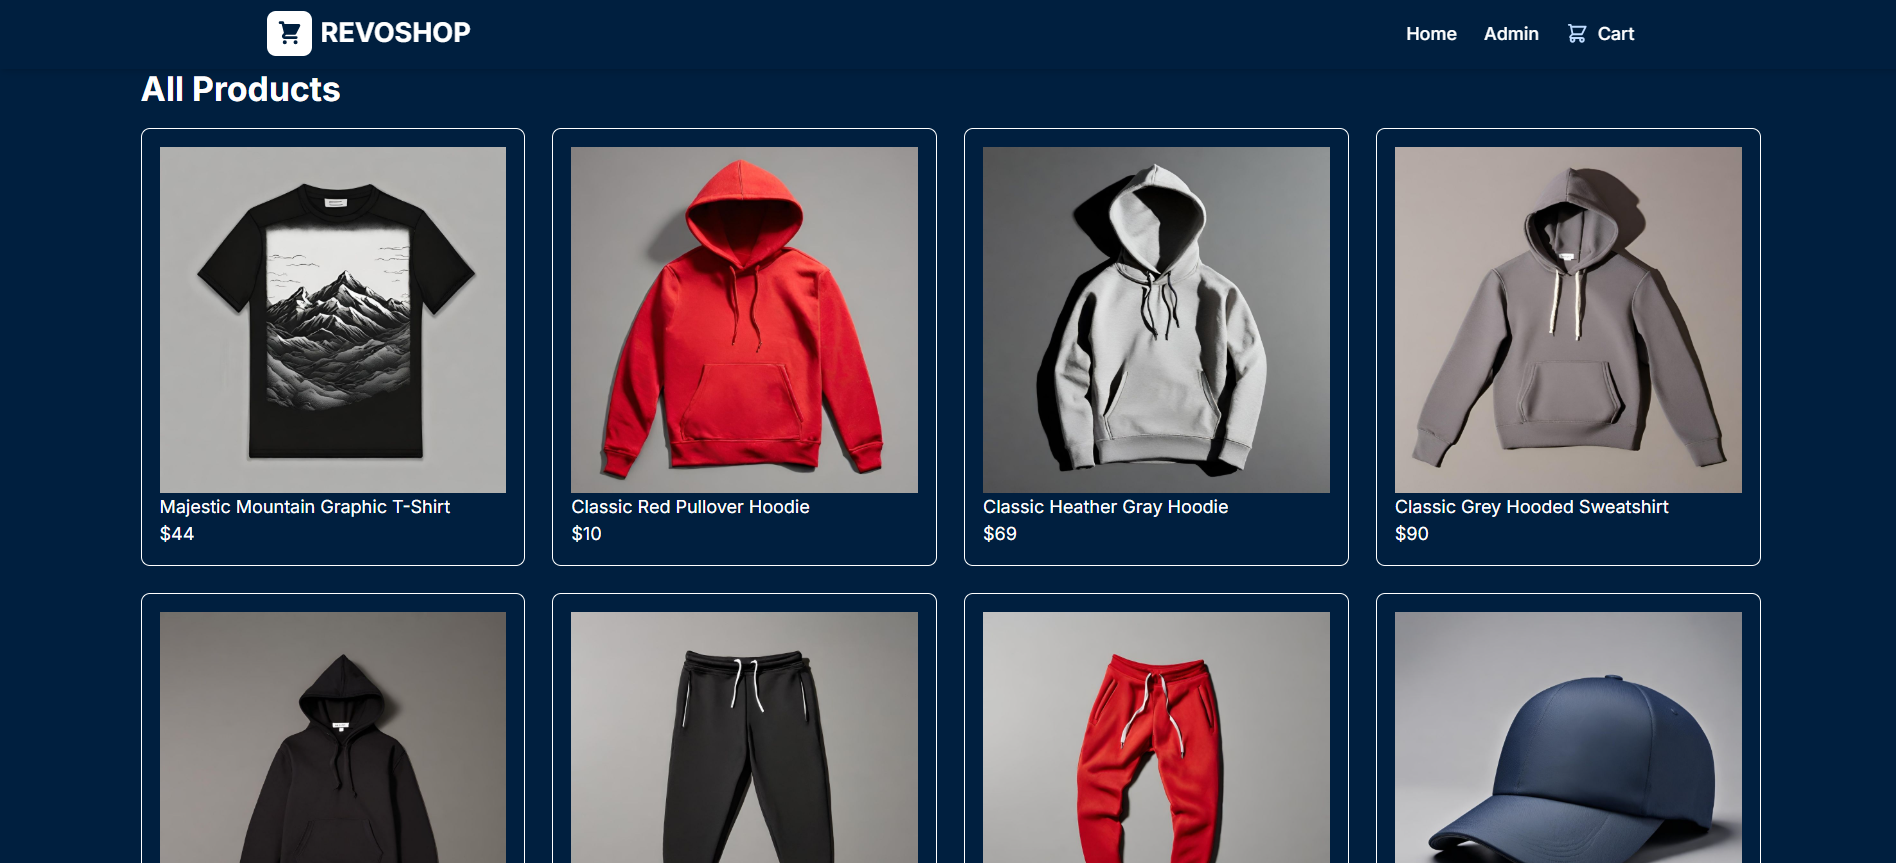 REVOSHOP
Home Admin Cart
All Products
Majestic Mountain Graphic T-Shirt
$44
Classic Red Pullover Hoodie
$10
Classic Heather Gray Hoodie
$69
Classic Grey Hooded Sweatshirt
$90